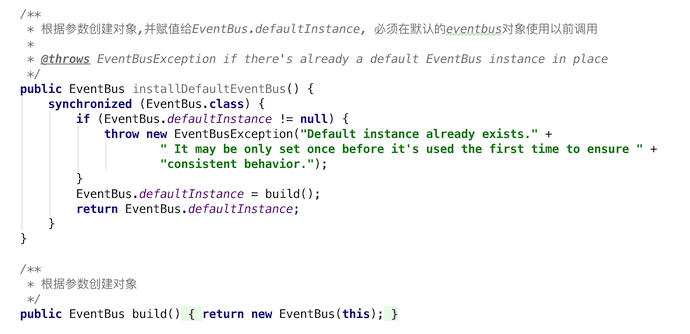 /**
 * 根据参数创建对象,并赋值给EventBus.defaultInstance, 必须在默认的eventbus对象使用以前调用
 *
 * @throws EventBusException if there's already a default EventBus instance in place
 */
public EventBus installDefaultEventBus() {
    synchronized (EventBus.class) {
        if (EventBus.defaultInstance != null) {
            throw new EventBusException("Default instance already exists." +
                    " It may be only set once before it's used the first time to ensure " +
                    "consistent behavior.");
        }
        EventBus.defaultInstance = build();
        return EventBus.defaultInstance;
    }
}
/**
 * 根据参数创建对象
 */
public EventBus build() { return new EventBus(this); }